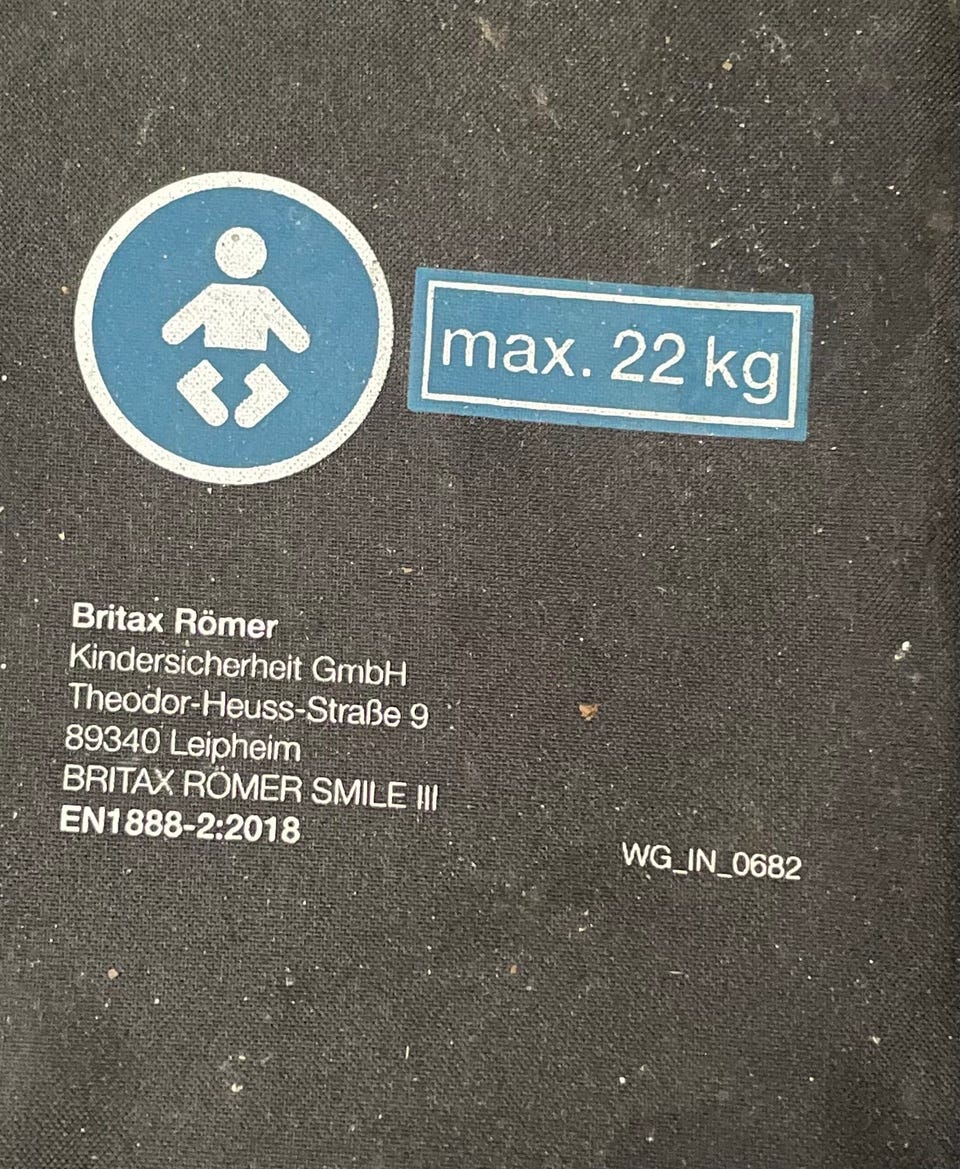 max. 22 kg
Britax Römer
Kindersicherheit GmbH
Theodor-Heuss-Straße 9
89340 Leipheim
BRITAX RÖMER SMILE III
EN1888-2:2018
WG_IN_0682